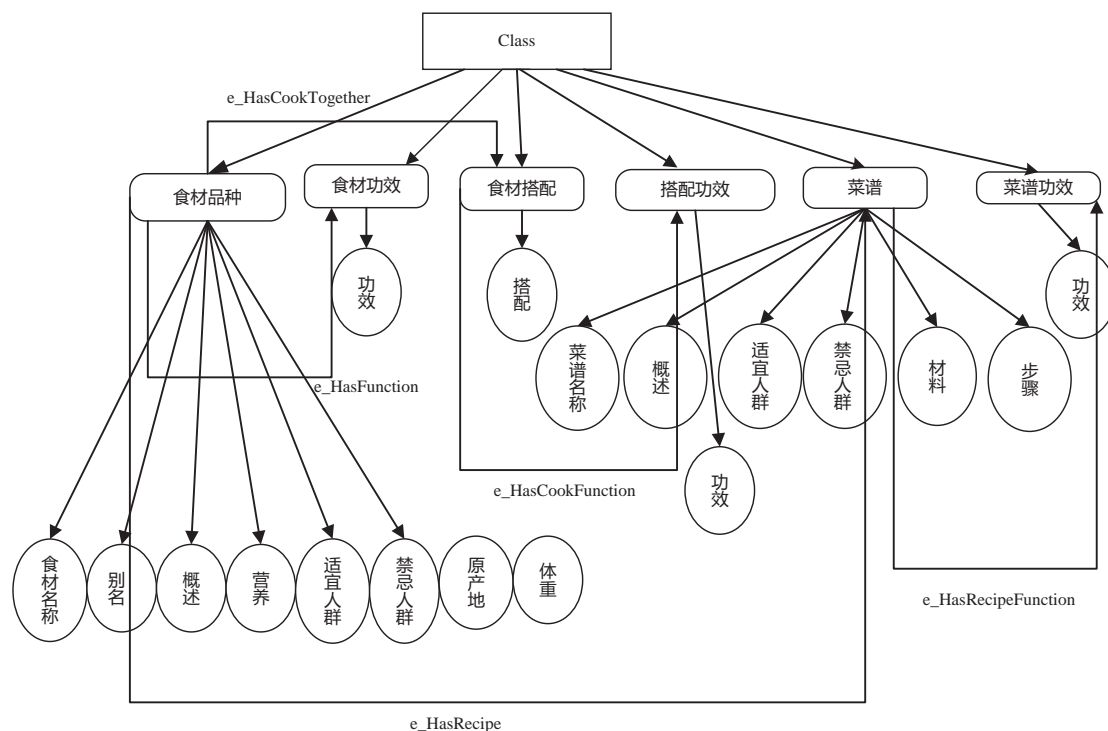 Class
e_HasCookTogether
食材品种
食材功效
食材搭配
搭配功效
菜谱
菜谱功效
功效
搭配
功效
菜谱名称
概述
适宜人群
禁忌人群
材料
步骤
e_HasFunction
功效
e_HasCookFunction
食材名称
别名
概述
营养
适宜人群
禁忌人群
原产地
体重
e_HasRecipeFunction
e_HasRecipe